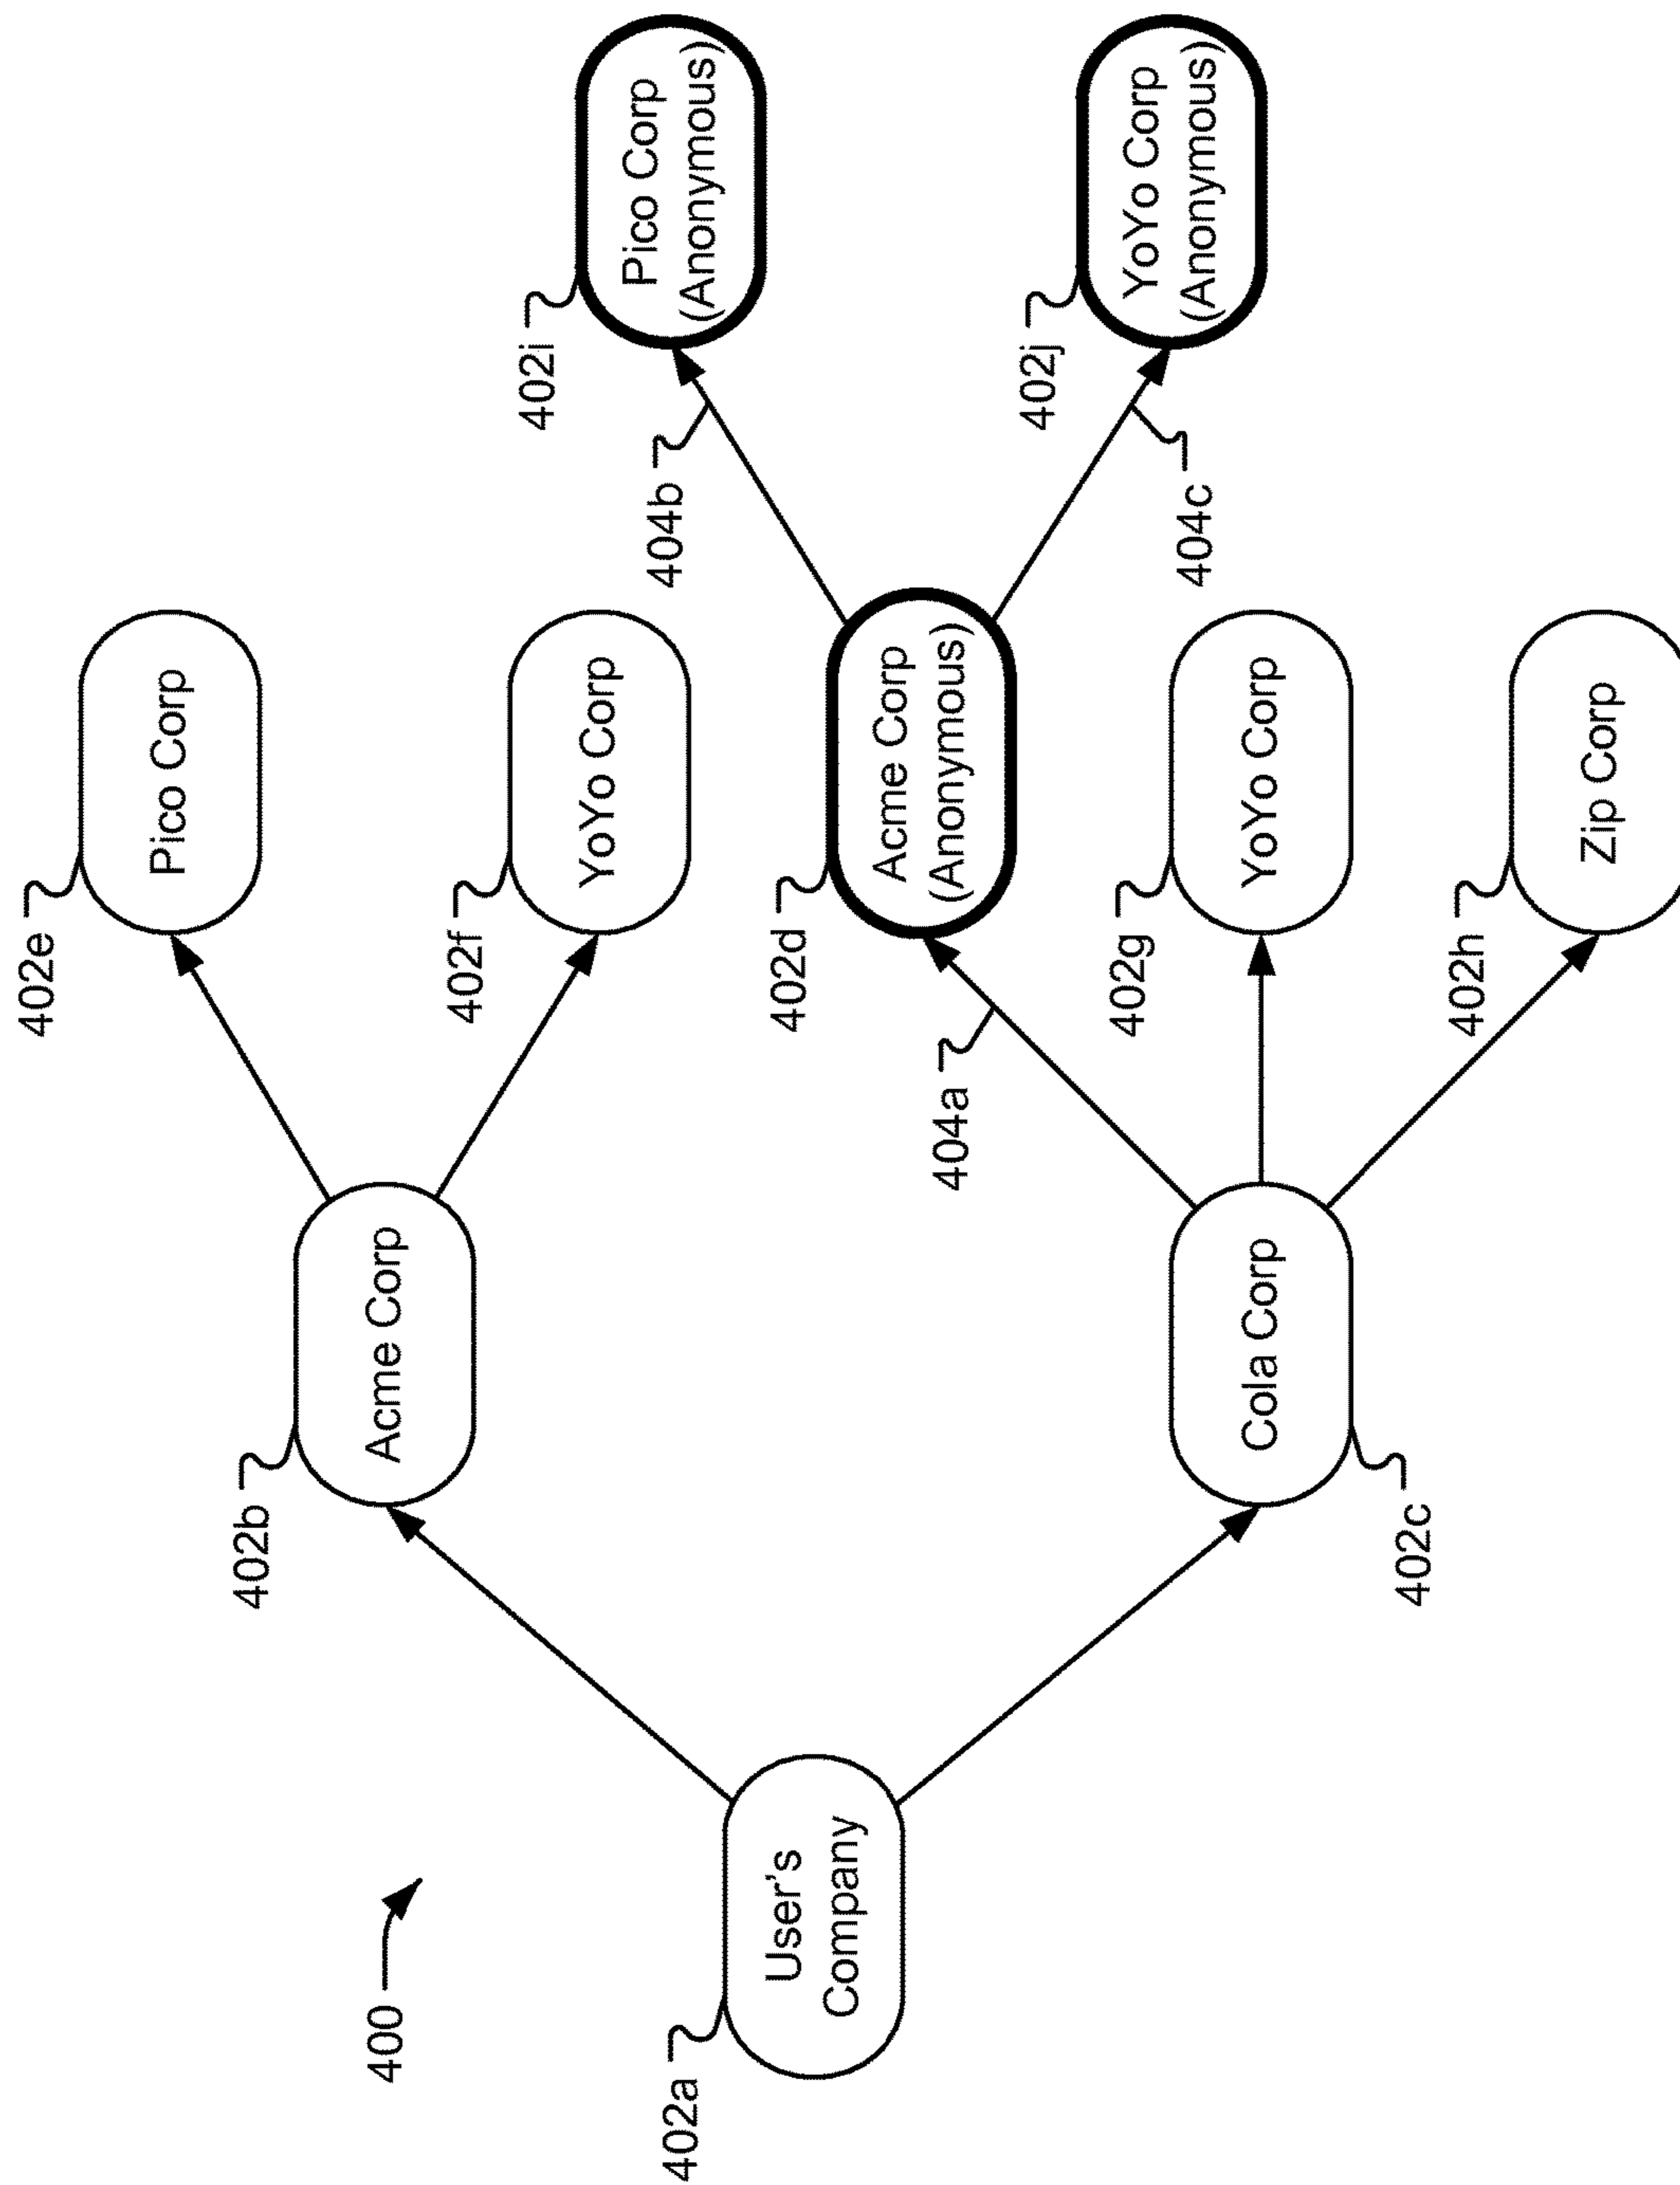 400
402a
User's
Company
402b
Acme Corp
402c
Cola Corp
402e
Pico Corp
402f
YoYo Corp
404a
402d
Acme Corp
(Anonymous)
402g
YoYo Corp
402h
Zip Corp
404b
402i
Pico Corp
(Anonymous)
404c
402j
YoYo Corp
(Anonymous)